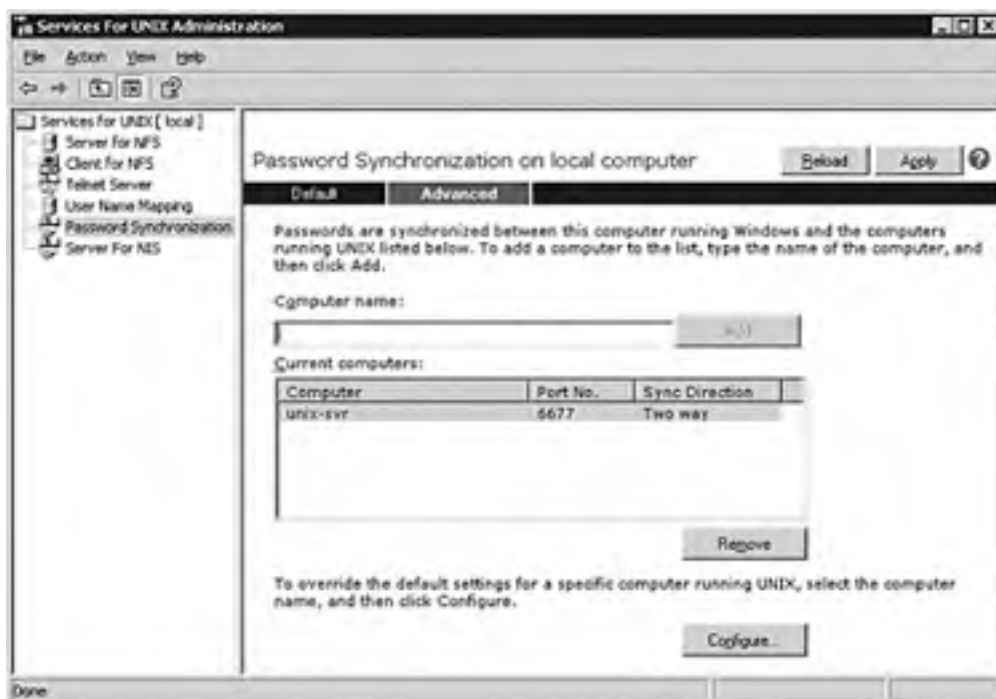 Services For UNIX Administration
File Action View Help
Services for UNIX [ local ]
Server for NFS
Client for NFS
Telnet Server
User Name Mapping
Password Synchronization
Server For NIS
Password Synchronization on local computer
Reload
Apply
Default
Advanced
Passwords are synchronized between this computer running Windows and the computers
running UNIX listed below. To add a computer to the list, type the name of the computer, and
then click Add.
Computer name:
Add
Current computers:
Computer Port No. Sync Direction
unix-svr 6677 Two way
Remove
To override the default settings for a specific computer running UNIX, select the computer
name, and then click Configure.
Configure...
Done